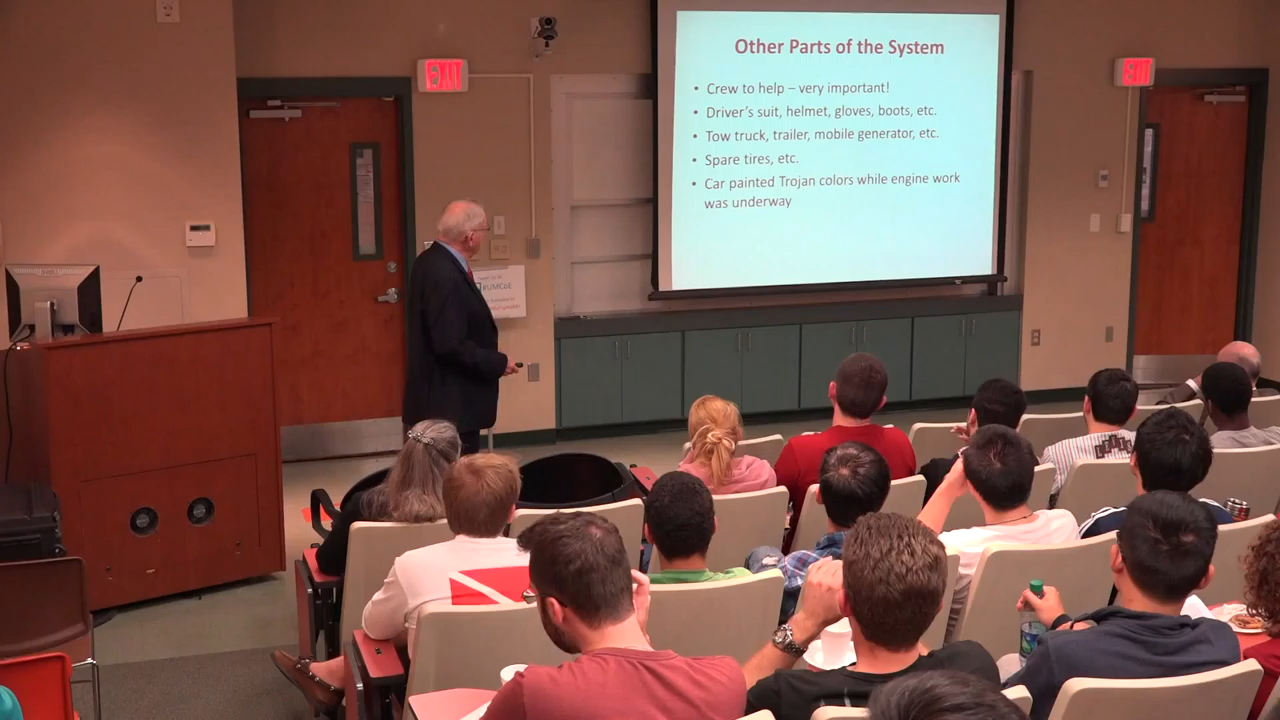 EXIT
EXIT
Other Parts of the System
• Crew to help – very important!
• Driver's suit, helmet, gloves, boots, etc.
• Tow truck, trailer, mobile generator, etc.
• Spare tires, etc.
• Car painted Trojan colors while engine work
was underway
#UMCoE